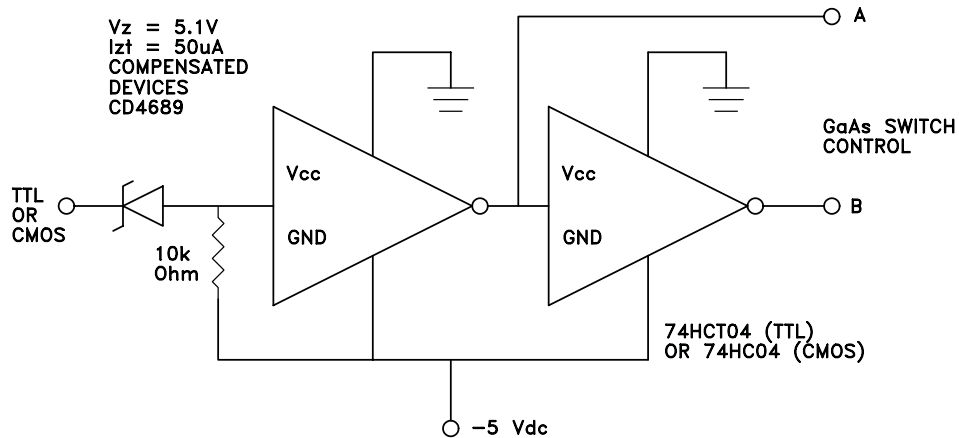 Vz = 5.1V
Izt = 50uA
COMPENSATED
DEVICES
CD4689
A
GaAs SWITCH
CONTROL
Vcc
Vcc
TTL
OR
CMOS
B
GND
GND
10k
Ohm
74HCT04 (TTL)
OR 74HC04 (CMOS)
-5 Vdc